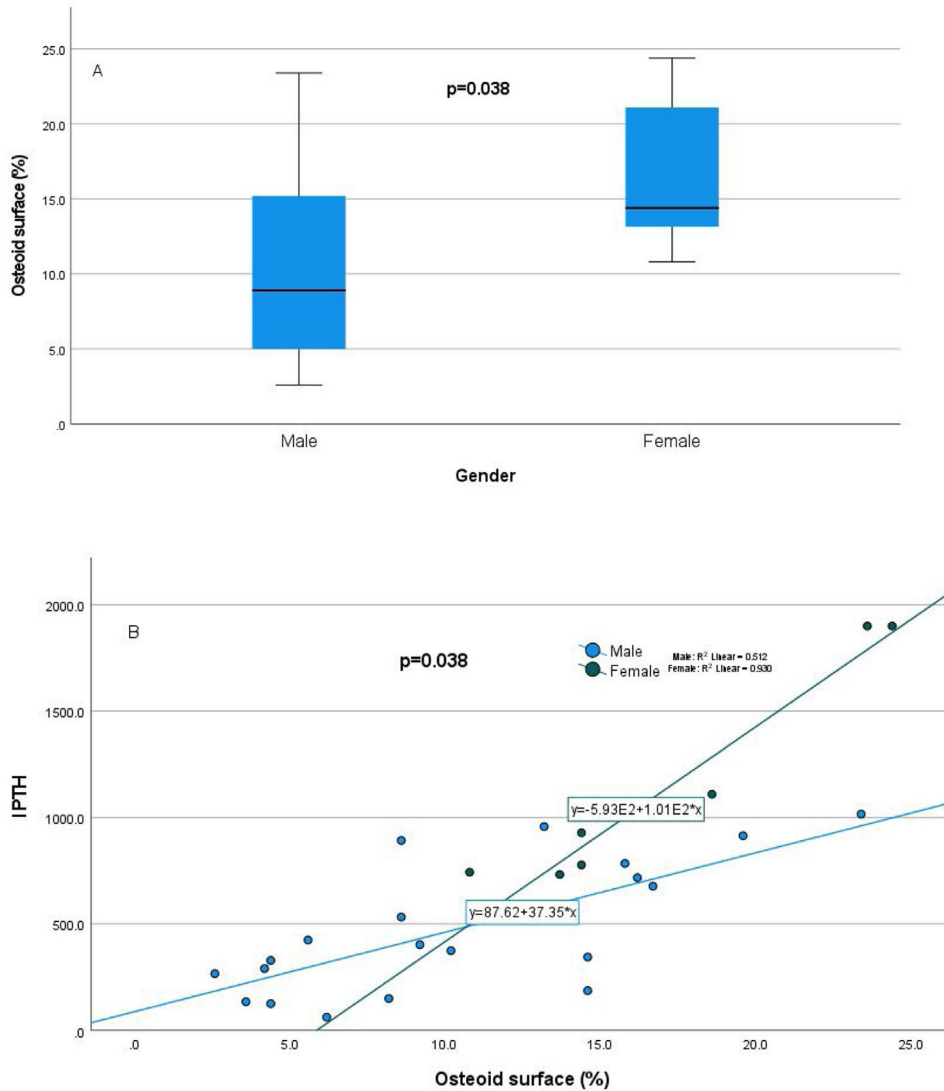 25.0
A
p=0.038
20.0
15.0
10.0
5.0
.0
Osteoid surface (%)
Male Female
Gender
2000.0
B
p=0.038
Male
Female
Male: R² Linear = 0.512
Female: R² Linear = 0.930
1500.0
1000.0
y=-5.93E2+1.01E2*x
y=87.62+37.35*x
500.0
.0
IPTH
.0 5.0 10.0 15.0 20.0 25.0
Osteoid surface (%)